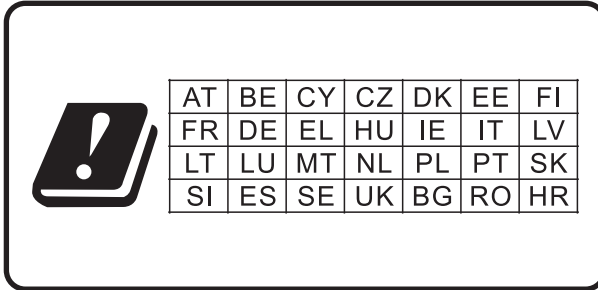 AT BE CY CZ DK EE FI
FR DE EL HU IE IT LV
LT LU MT NL PL PT SK
SI ES SE UK BG RO HR